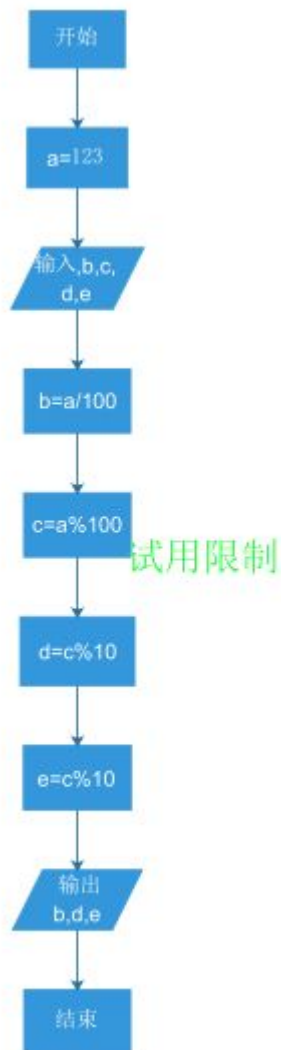 开始
a=123
输入,b,c,
d,e
b=a/100
c=a%100
试用限制
d=c%10
e=c%10
输出
b,d,e
结束